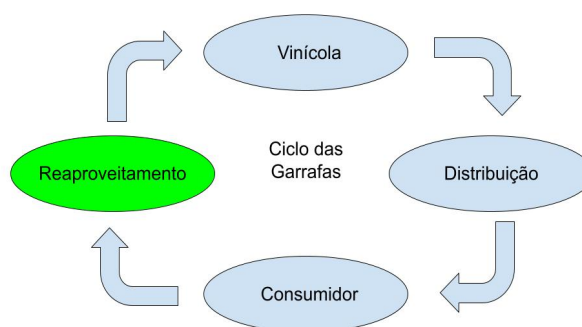 Vinícola
Reaproveitamento
Ciclo das
Garrafas
Distribuição
Consumidor